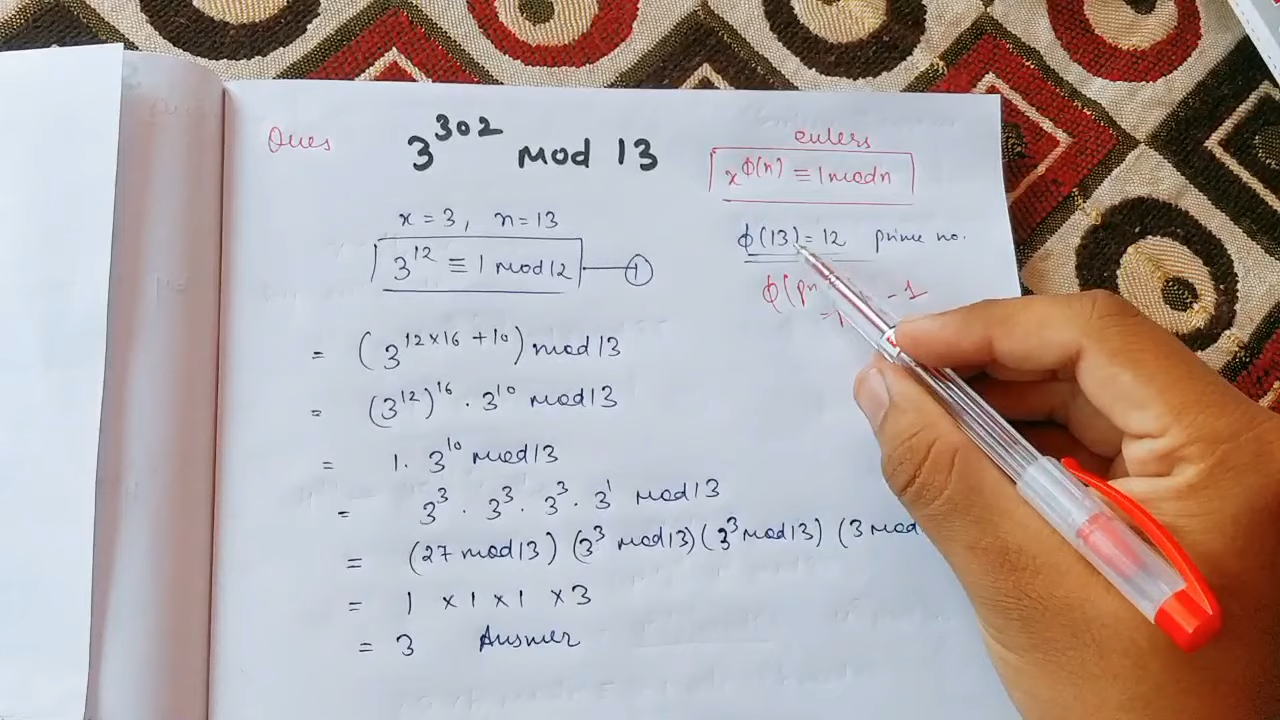 Ques 3^302 mod 13
eulers
x^ϕ(n) ≡ 1 mod n
x = 3, n = 13
ϕ(13) = 12 prime no.
3^12 ≡ 1 mod 12 — ①
ϕ(pn - 1
= (3^12×16 + 10) mod 13
= (3^12)^16 · 3^10 mod 13
= 1. 3^10 mod 13
= 3^3 · 3^3 · 3^3 · 3^1 mod 13
= (27 mod 13) (3^3 mod 13) (3^3 mod 13) (3 mod
= 1 × 1 × 1 × 3
= 3 Answer